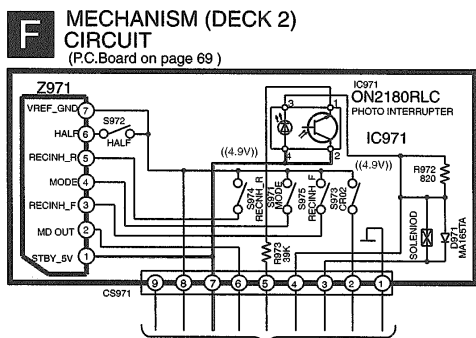 F
MECHANISM (DECK 2)
CIRCUIT
(P.C.Board on page 69 )
Z971
VREF_GND 7
HALF 6
S972
HALF
RECINH_R 5
MODE 4
RECINH_F 3
MD OUT 2
STBY_5V 1
IC971
ON2180RLC
PHOTO INTERRUPTER
3 1
4 2
IC971
((4.9V))
((4.9V))
S974
RECNH_R
S971
MODE
S975
RECINH_F
S973
CR02
R973
39K
R972
820
SOLENIOD
D971
MA165TA
CS971
9 8 7 6 5 4 3 2 1